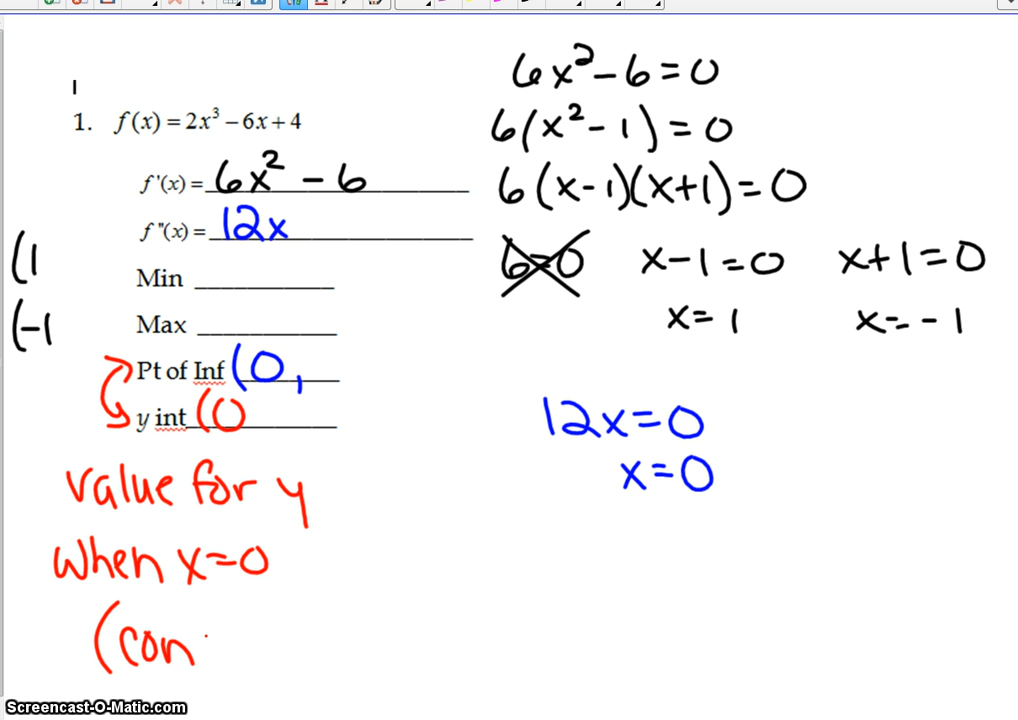 1
1. f(x) = 2x³ – 6x + 4
f'(x) = 6x² – 6
f"(x) = 12x
(1
Min
(-1
Max
Pt of Inf (0,
y int (0
value for y
when x=0
(con
6x² – 6 = 0
6(x² – 1) = 0
6(x-1)(x+1) = 0
6=0 x-1=0 x+1=0
x=1 x=-1
12x=0
x=0
Screencast-O-Matic.com